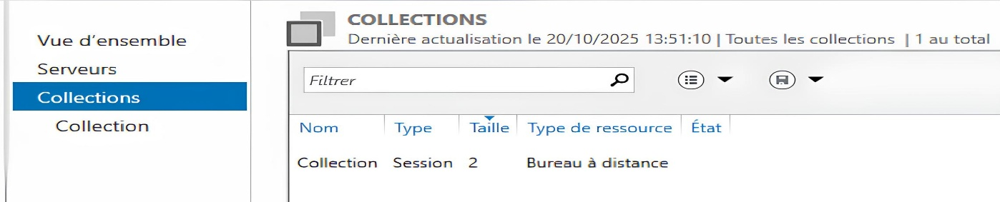 Vue d'ensemble
Serveurs
Collections
Collection
COLLECTIONS
Dernière actualisation le 20/10/2025 13:51:10 | Toutes les collections | 1 au total
Filtrer
Nom Type Taille Type de ressource État
Collection Session 2 Bureau à distance